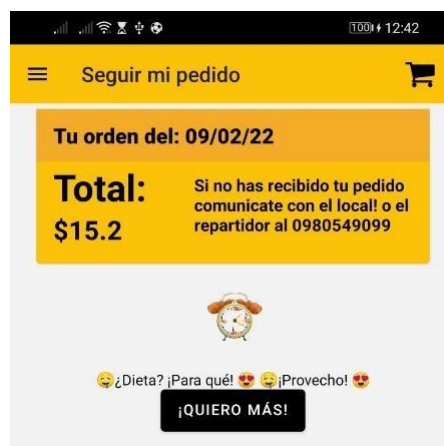 100 12:42
Seguir mi pedido
Tu orden del: 09/02/22
Total:
$15.2
Si no has recibido tu pedido
comunicate con el local! o el
repartidor al 0980549099
🤤¿Dieta? ¡Para qué! 😍 🤤¡Provecho! 😍
¡QUIERO MÁS!